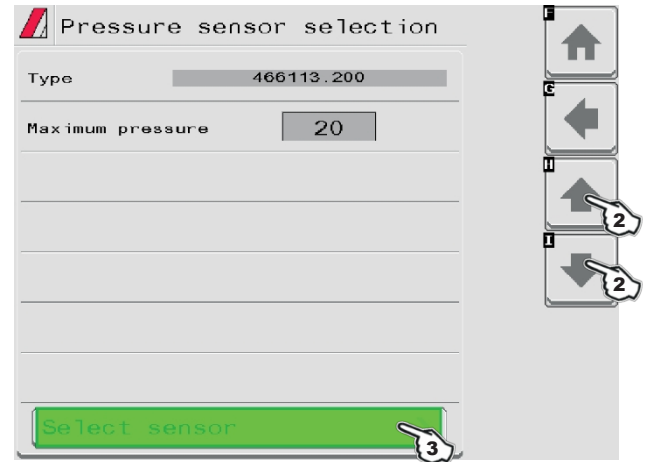 Pressure sensor selection
F
Type 466113.200
G
Maximum pressure 20
H
2
I
2
Select sensor
3